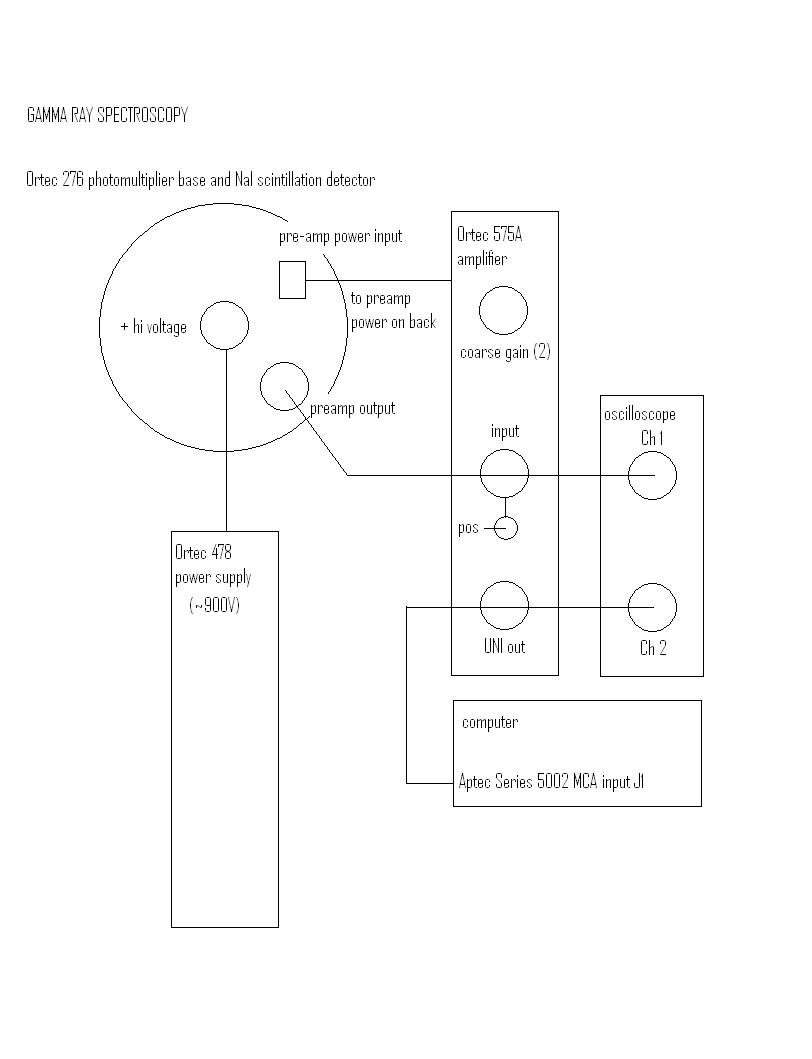 GAMMA RAY SPECTROSCOPY
Ortec 276 photomultiplier base and NaI scintillation detector
pre-amp power input
to preamp
power on back
+ hi voltage
preamp output
Ortec 575A
amplifier
coarse gain (2)
input
pos
UNI out
oscilloscope
Ch 1
Ch 2
Ortec 478
power supply
(~900V)
computer
Aptec Series 5002 MCA input J1